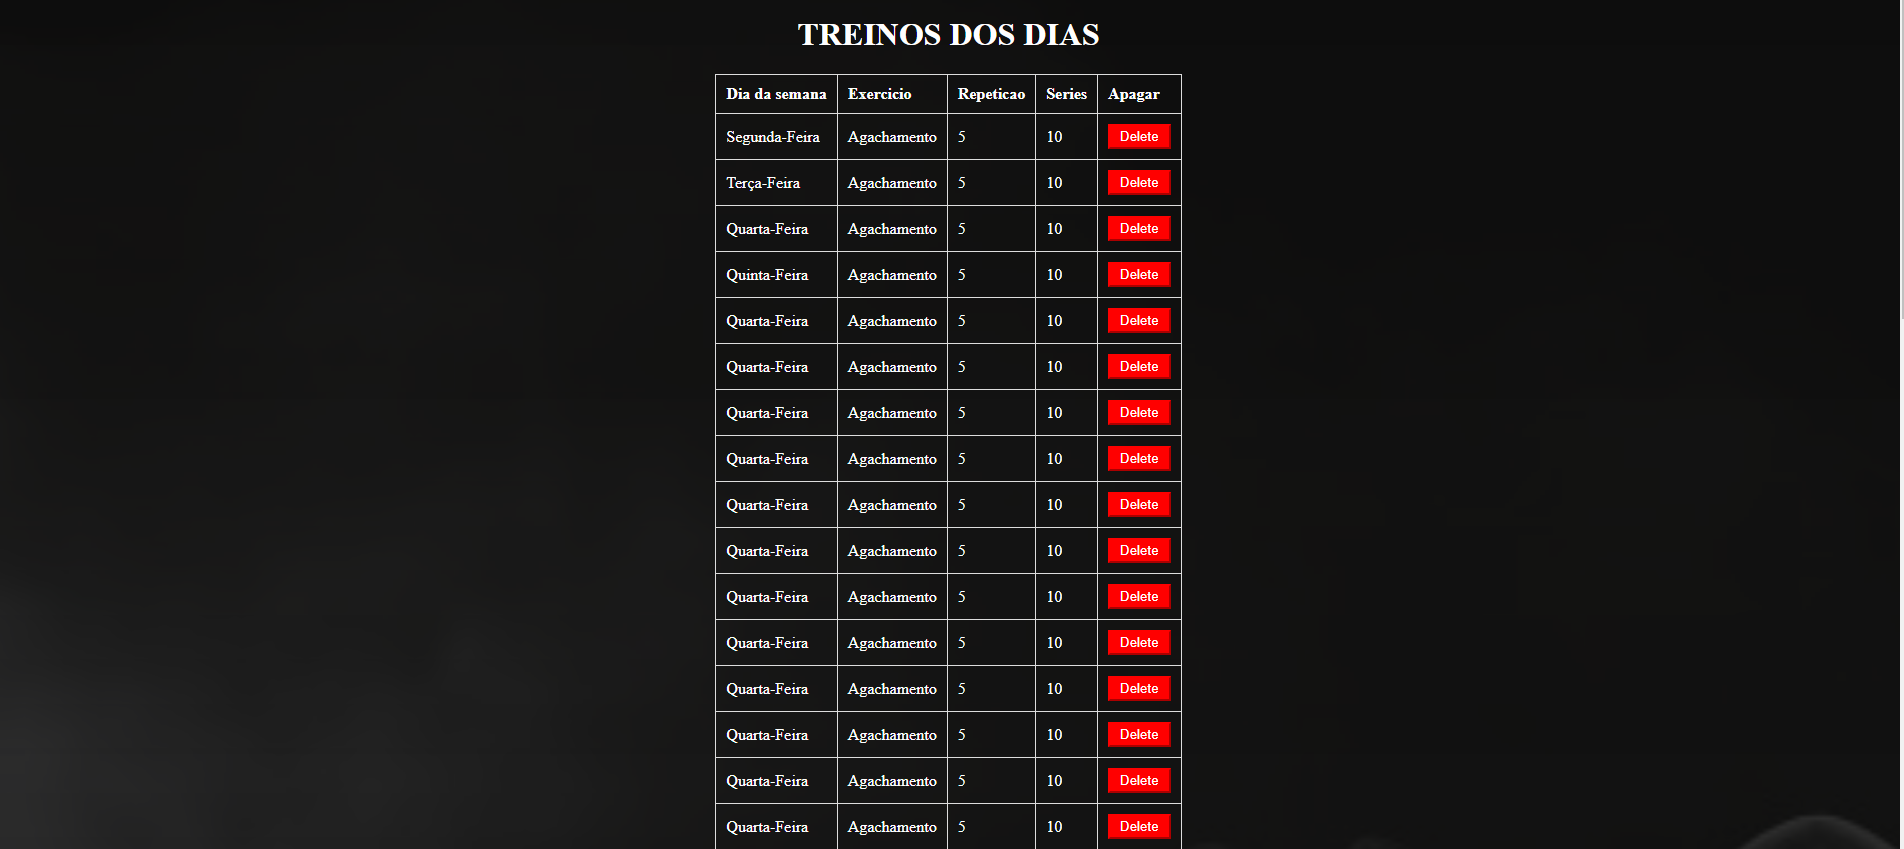 TREINOS DOS DIAS
Dia da semana Exercicio Repeticao Series Apagar
Segunda-Feira Agachamento 5 10 Delete
Terça-Feira Agachamento 5 10 Delete
Quarta-Feira Agachamento 5 10 Delete
Quinta-Feira Agachamento 5 10 Delete
Quarta-Feira Agachamento 5 10 Delete
Quarta-Feira Agachamento 5 10 Delete
Quarta-Feira Agachamento 5 10 Delete
Quarta-Feira Agachamento 5 10 Delete
Quarta-Feira Agachamento 5 10 Delete
Quarta-Feira Agachamento 5 10 Delete
Quarta-Feira Agachamento 5 10 Delete
Quarta-Feira Agachamento 5 10 Delete
Quarta-Feira Agachamento 5 10 Delete
Quarta-Feira Agachamento 5 10 Delete
Quarta-Feira Agachamento 5 10 Delete
Quarta-Feira Agachamento 5 10 Delete